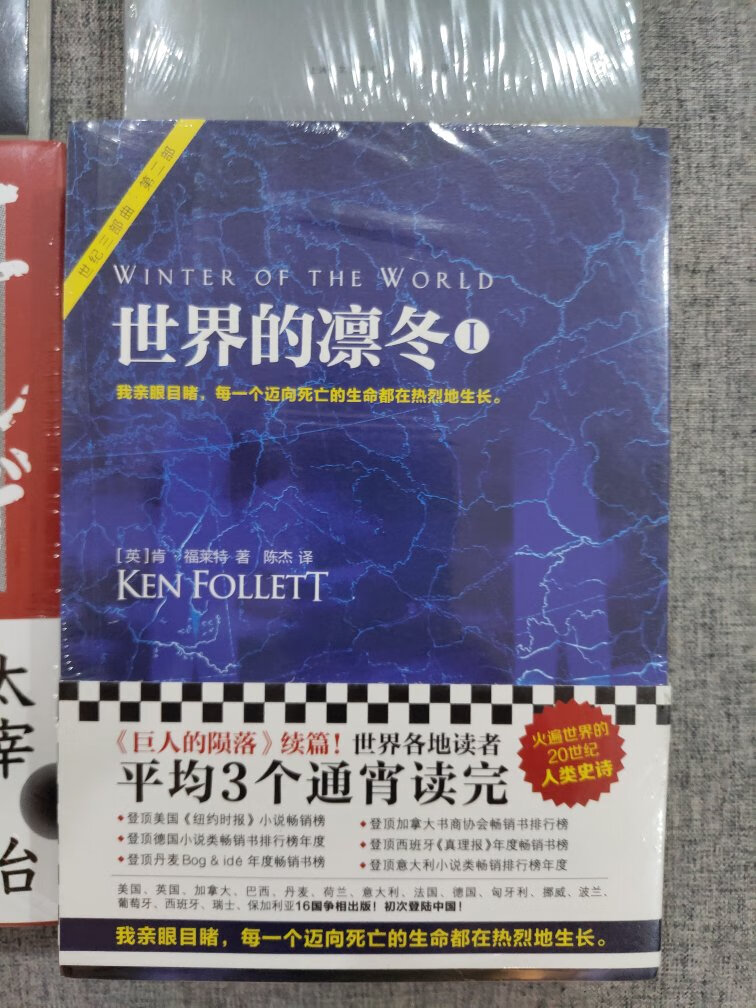 世纪三部曲·第二部
WINTER OF THE WORLD
世界的凛冬 I
我亲眼目睹，每一个迈向死亡的生命都在热烈地生长。
[英]肯·福莱特 著 陈杰 译
KEN FOLLETT
《巨人的陨落》续篇！世界各地读者
平均3个通宵读完
火遍世界的
20世纪
人类史诗
•登顶美国《纽约时报》小说畅销榜
•登顶德国小说类畅销书排行榜年度
•登顶丹麦Bog & idé 年度畅销书榜
•登顶加拿大书商协会畅销书排行榜
•登顶西班牙《真理报》年度畅销书榜
•登顶意大利小说类畅销排行榜年度
美国、英国、加拿大、巴西、丹麦、荷兰、意大利、法国、德国、匈牙利、挪威、波兰、
葡萄牙、西班牙、瑞士、保加利亚16国争相出版！初次登陆中国！
我亲眼目睹，每一个迈向死亡的生命都在热烈地生长。
太宰治